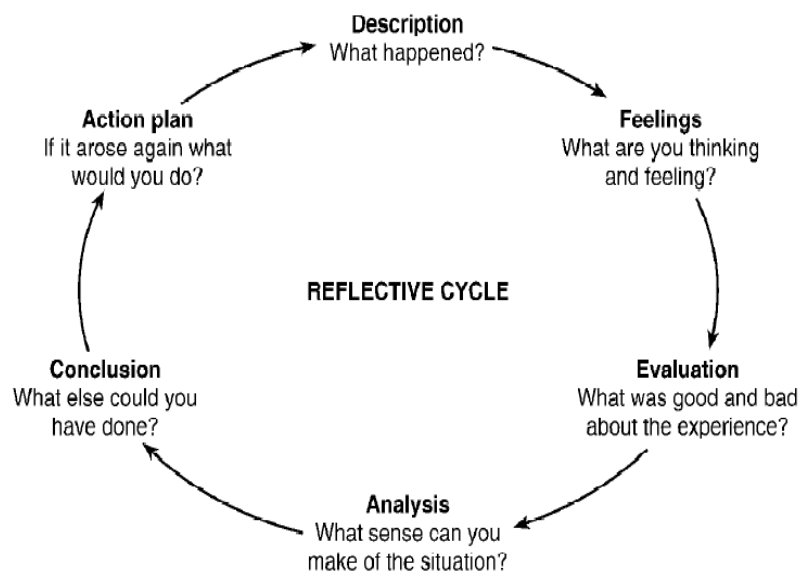 Description
What happened?
Feelings
What are you thinking
and feeling?
Evaluation
What was good and bad
about the experience?
Analysis
What sense can you
make of the situation?
Conclusion
What else could you
have done?
Action plan
If it arose again what
would you do?
REFLECTIVE CYCLE